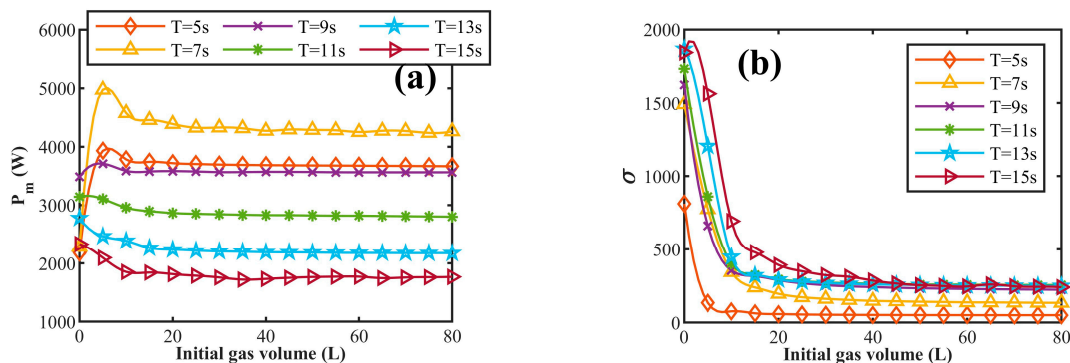 6000
5000
4000
3000
2000
1000
P_m (W)
T=5s T=9s T=13s
T=7s T=11s T=15s
(a)
0 20 40 60 80
Initial gas volume (L)
2000
1500
1000
500
0
σ
(b)
T=5s
T=7s
T=9s
T=11s
T=13s
T=15s
0 20 40 60 80
Initial gas volume (L)